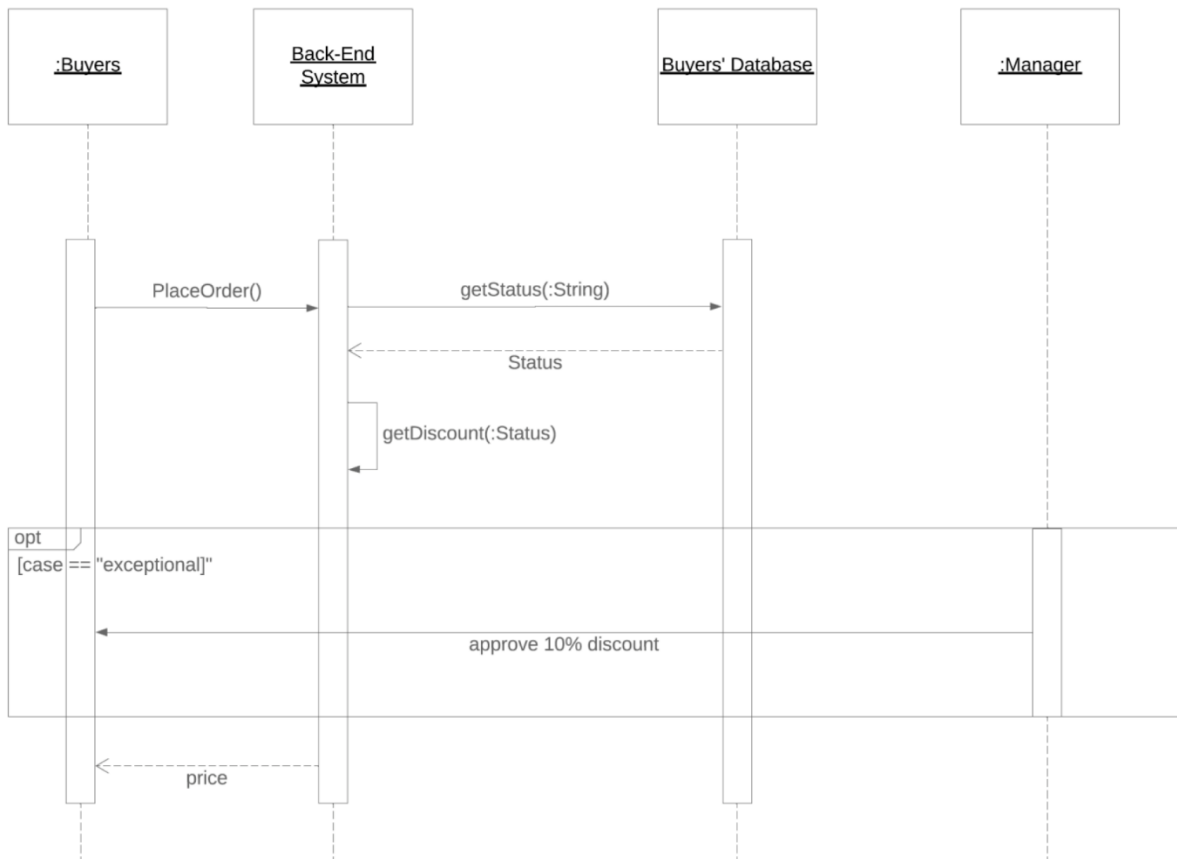 :Buyers
Back-End
System
Buyers' Database
:Manager
PlaceOrder()
getStatus(:String)
Status
getDiscount(:Status)
opt
[case == "exceptional]"
approve 10% discount
price